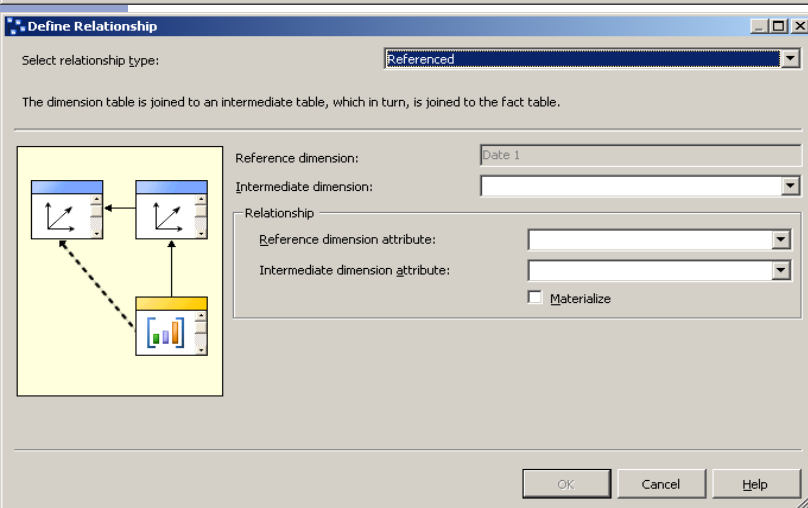 Define Relationship
Select relationship type:
Referenced
The dimension table is joined to an intermediate table, which in turn, is joined to the fact table.
Reference dimension:
Date 1
Intermediate dimension:
Relationship
Reference dimension attribute:
Intermediate dimension attribute:
Materialize
OK
Cancel
Help